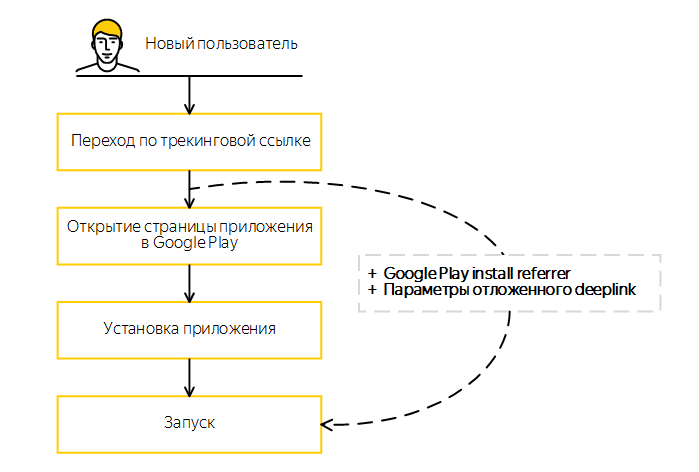 Новый пользователь
Переход по трекинговой ссылке
Открытие страницы приложения
в Google Play
+ Google Play install referrer
+ Параметры отложенного deeplink
Установка приложения
Запуск